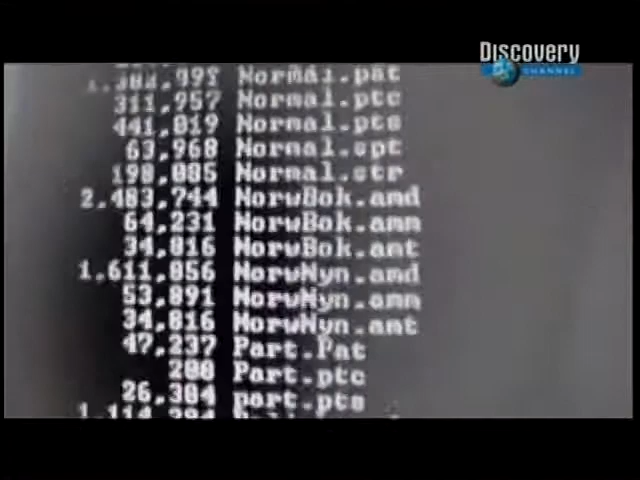 Discovery
CHANNEL
311,957 Normal.ptc
441,019 Normal.pts
63,968 Normal.spt
198,085 Normal.str
2,483,744 NorwBok.amd
64,231 NorwBok.amm
34,816 NorwBok.amt
1,611,056 NorwNyn.amd
53,891 NorwNyn.amm
34,816 NorwNyn.amt
47,237 Part.Pat
208 Part.ptc
26,304 part.pts